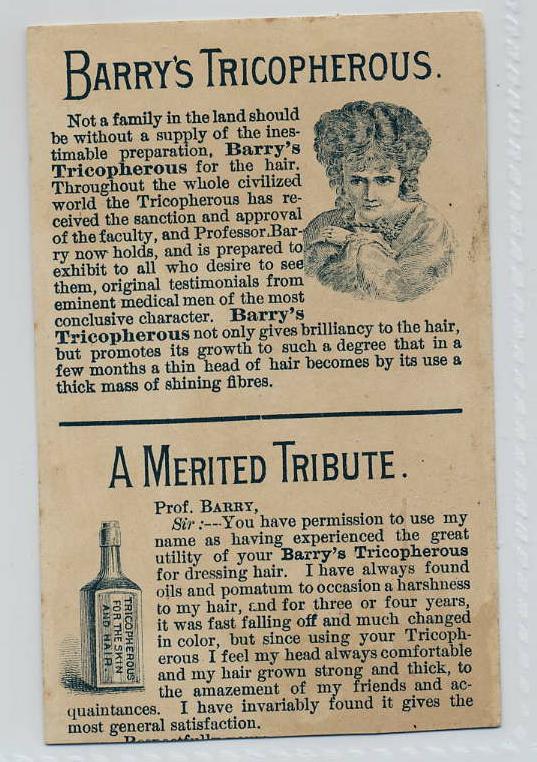 BARRY'S TRICOPHEROUS.
Not a family in the land should
be without a supply of the ines-
timable preparation, Barry's
Tricopherous for the hair.
Throughout the whole civilized
world the Tricopherous has re-
ceived the sanction and approval
of the faculty, and Professor.Bar-
ry now holds, and is prepared to
exhibit to all who desire to see
them, original testimonials from
eminent medical men of the most
conclusive character. Barry's
Tricopherous not only gives brilliancy to the hair,
but promotes its growth to such a degree that in a
few months a thin head of hair becomes by its use a
thick mass of shining fibres.
A MERITED TRIBUTE.
Prof. BARRY,
Sir:—You have permission to use my
name as having experienced the great
utility of your Barry's Tricopherous
for dressing hair. I have always found
oils and pomatum to occasion a harshness
to my hair, and for three or four years,
it was fast falling off and much changed
in color, but since using your Tricoph-
erous I feel my head always comfortable
and my hair grown strong and thick, to
the amazement of my friends and ac-
quaintances. I have invariably found it gives the
most general satisfaction.
Respectfully
TRICOPHEROUS
FOR THE SKIN
AND HAIR.